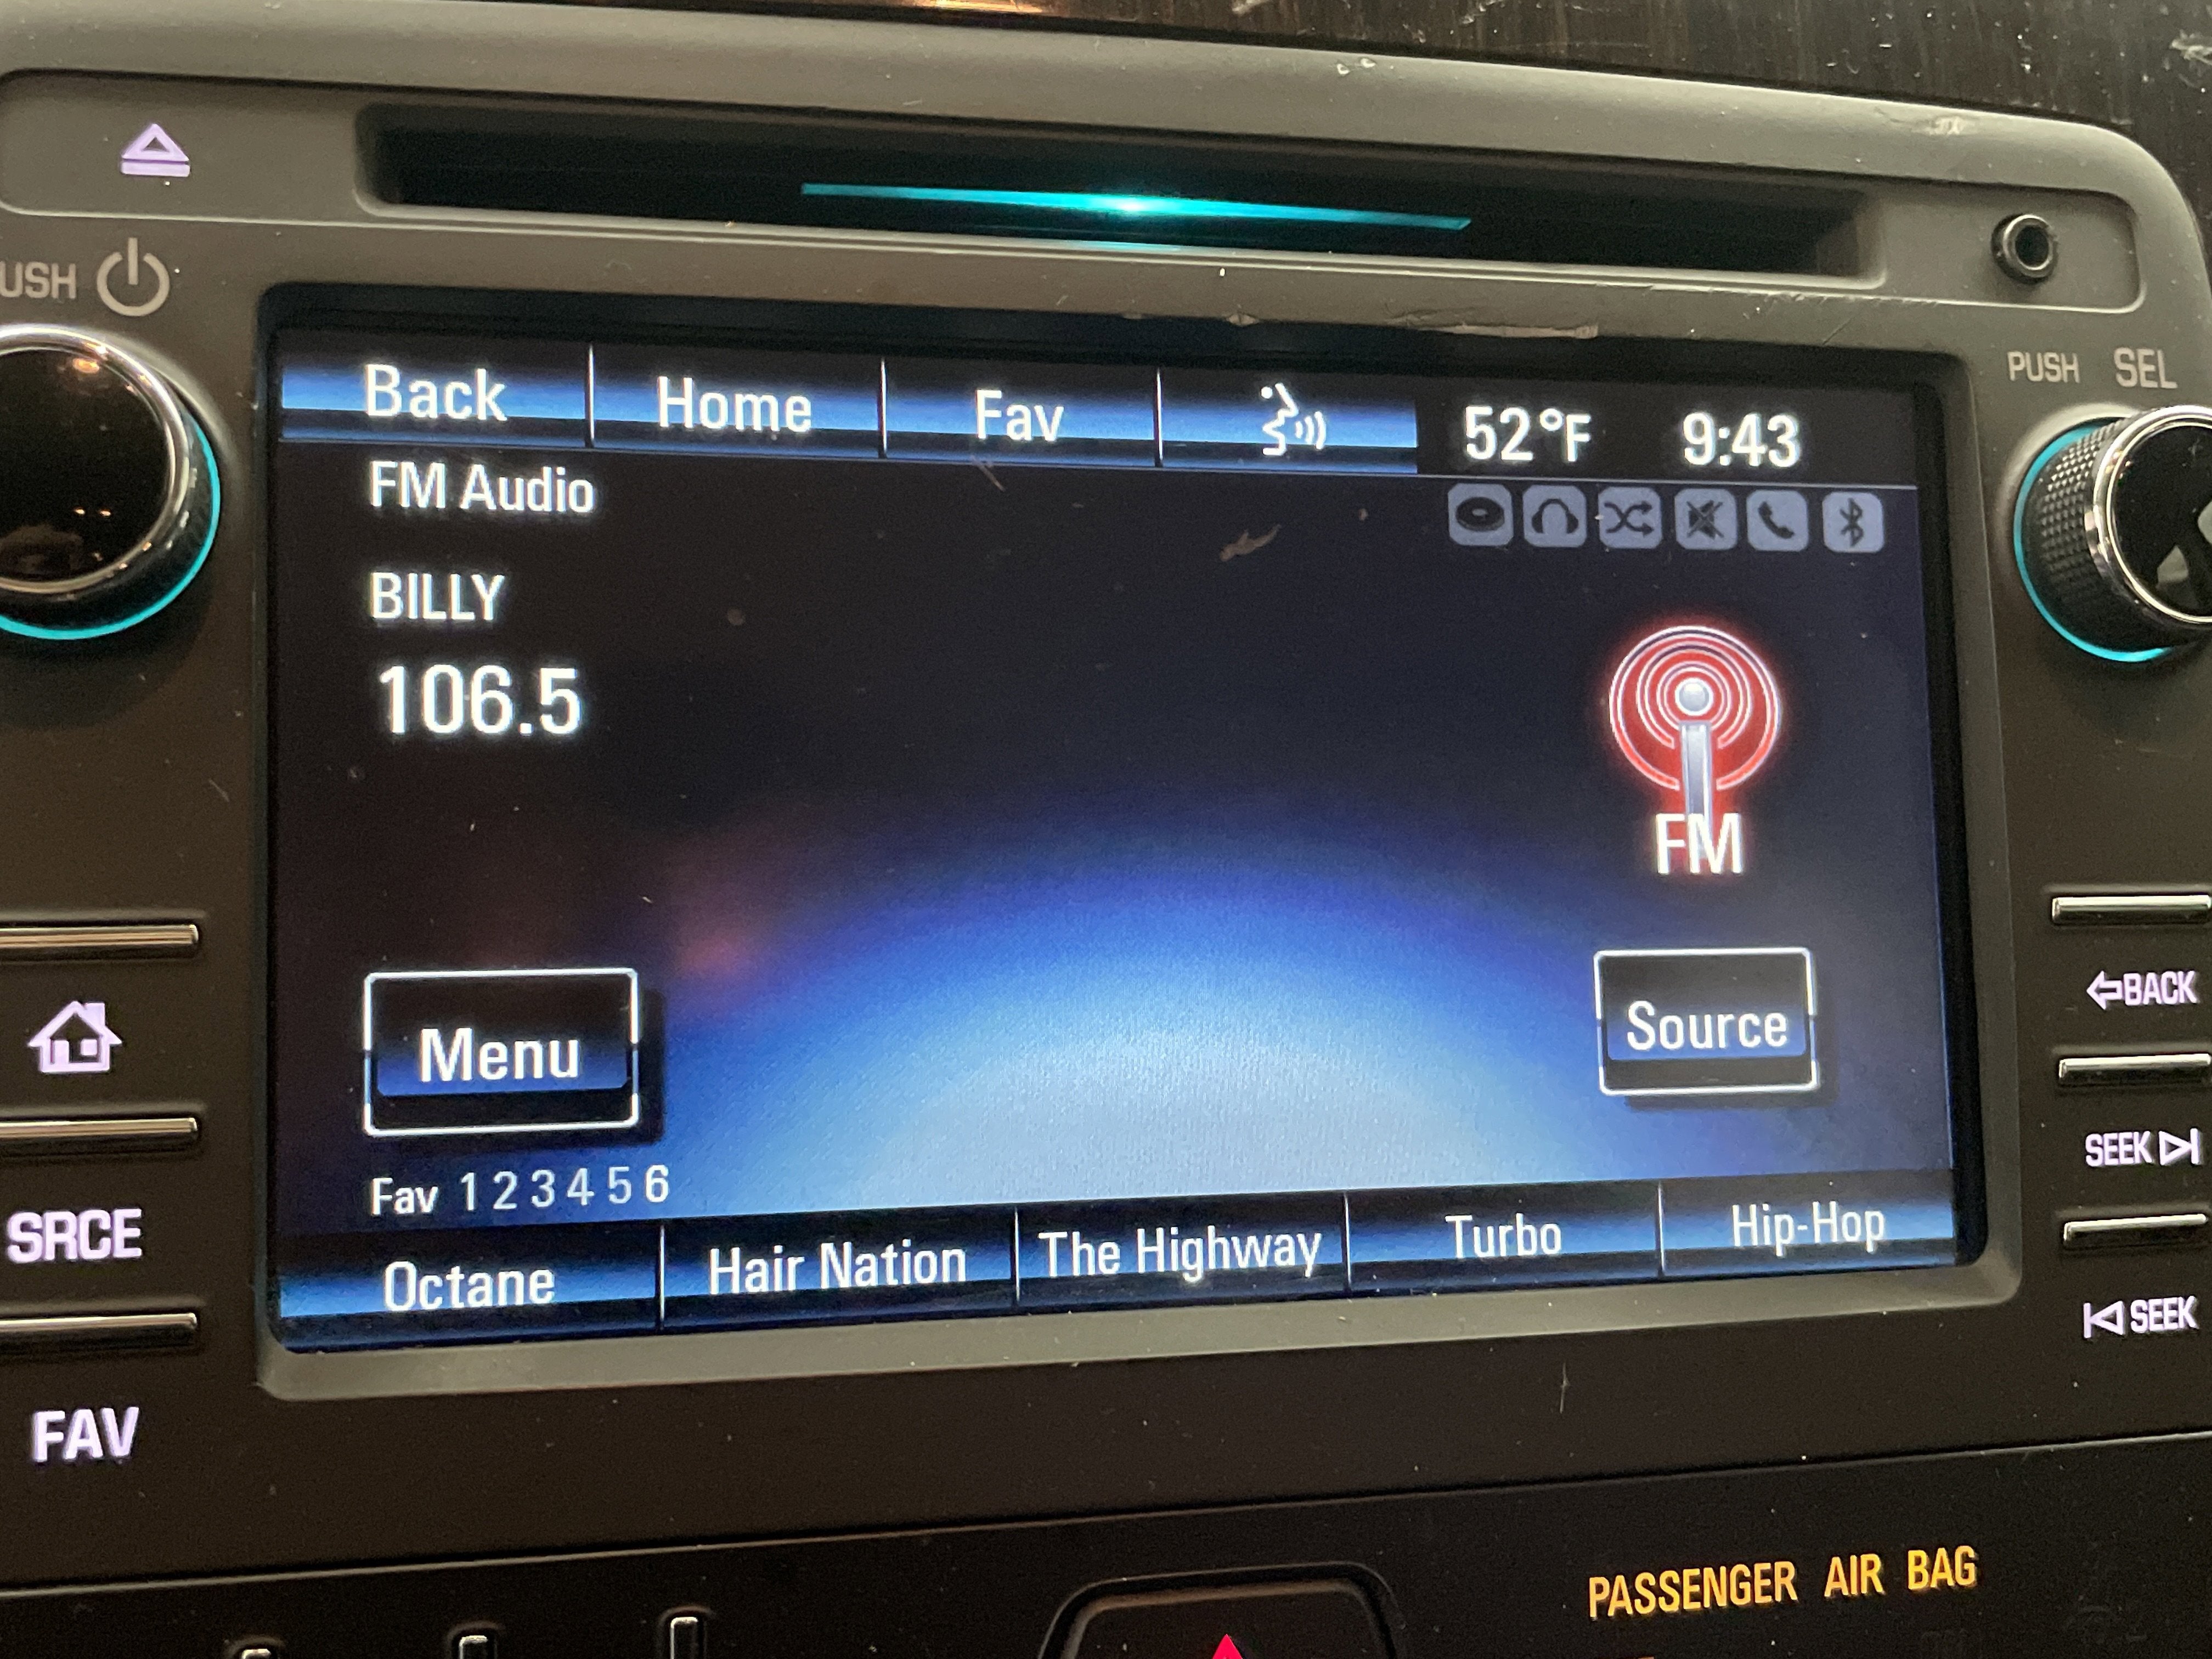 USH
PUSH SEL
Back Home Fav 52°F 9:43
FM Audio
BILLY
106.5
FM
Menu
Source
Fav 1 2 3 4 5 6
Octane Hair Nation The Highway Turbo Hip-Hop
SRCE
FAV
BACK
SEEK
SEEK
PASSENGER AIR BAG